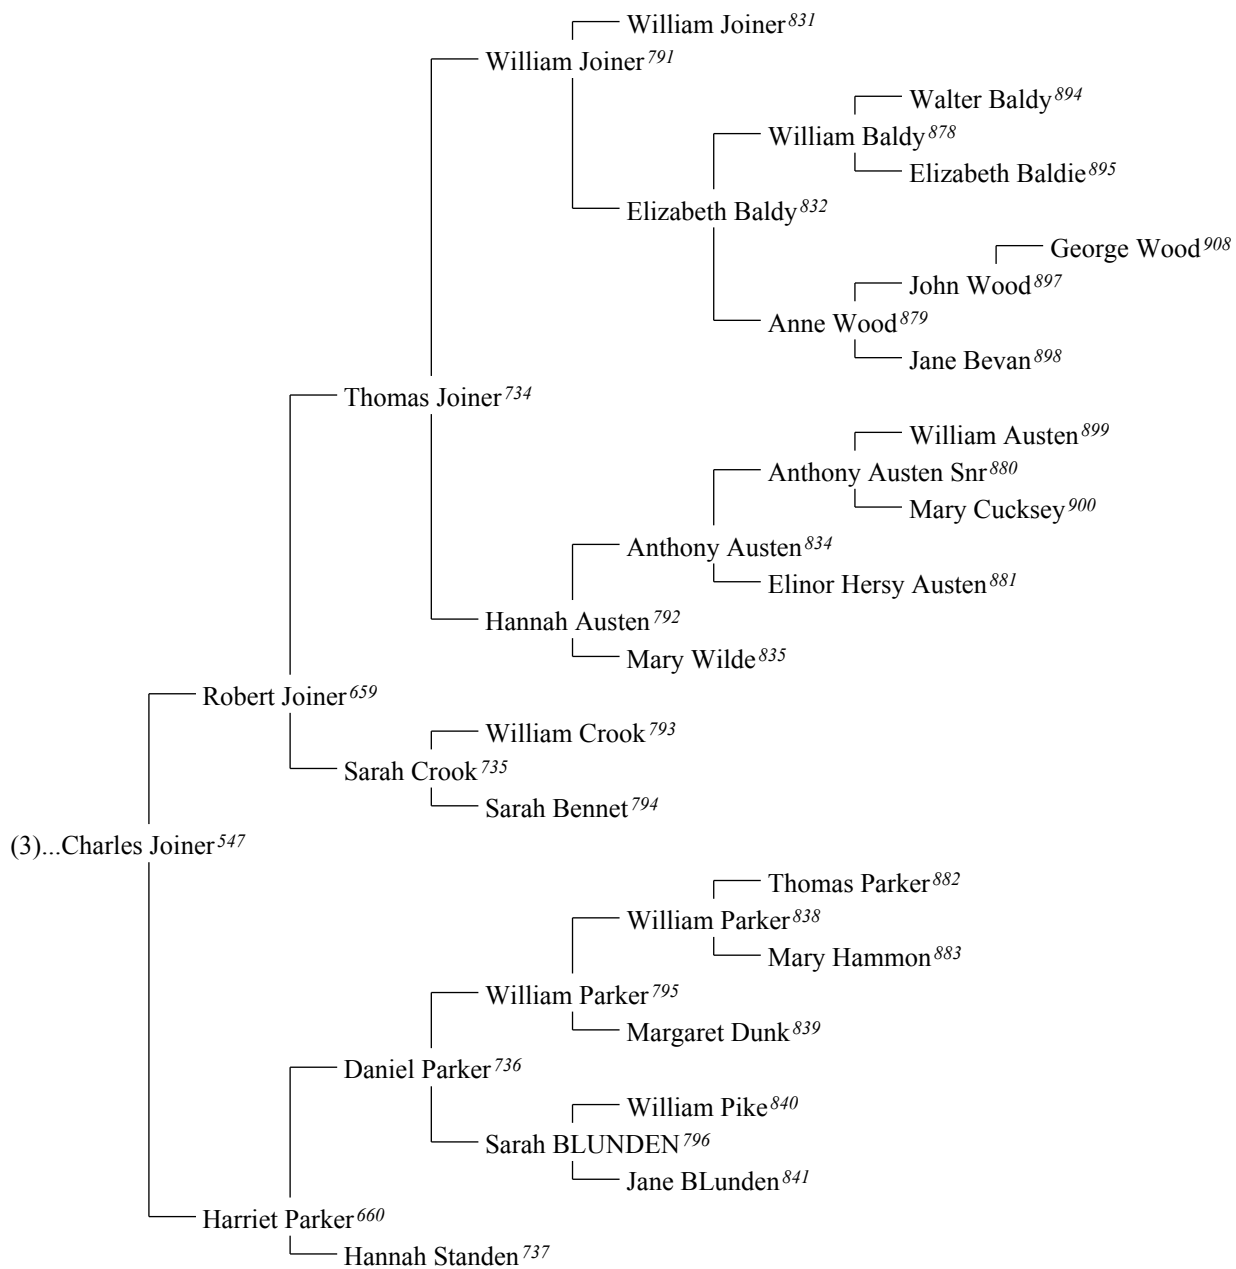 William Joiner831
William Joiner791
Walter Baldy894
William Baldy878
Elizabeth Baldie895
Elizabeth Baldy832
George Wood908
John Wood897
Anne Wood879
Jane Bevan898
Thomas Joiner734
William Austen899
Anthony Austen Snr880
Mary Cucksey900
Anthony Austen834
Elinor Hersy Austen881
Hannah Austen792
Mary Wilde835
Robert Joiner659
William Crook793
Sarah Crook735
Sarah Bennet794
(3)...Charles Joiner547
Thomas Parker882
William Parker838
Mary Hammon883
William Parker795
Margaret Dunk839
Daniel Parker736
William Pike840
Sarah BLUNDEN796
Jane BLunden841
Harriet Parker660
Hannah Standen737